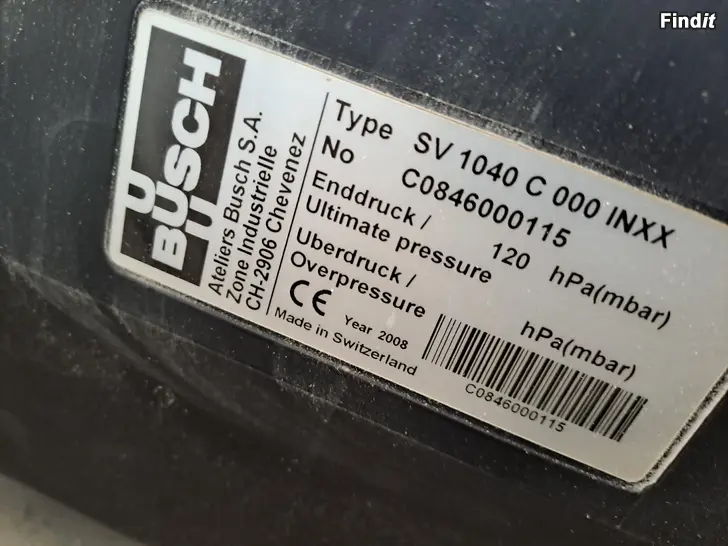 Findit
BUSCH
Ateliers Busch S.A.
Zone Industrielle
CH-2906 Chevenez
Type SV 1040 C 000 INXX
No C0846000115
Enddruck /
Ultimate pressure 120 hPa(mbar)
Uberdruck /
Overpressure hPa(mbar)
CE Year 2008
Made in Switzerland
C0846000115